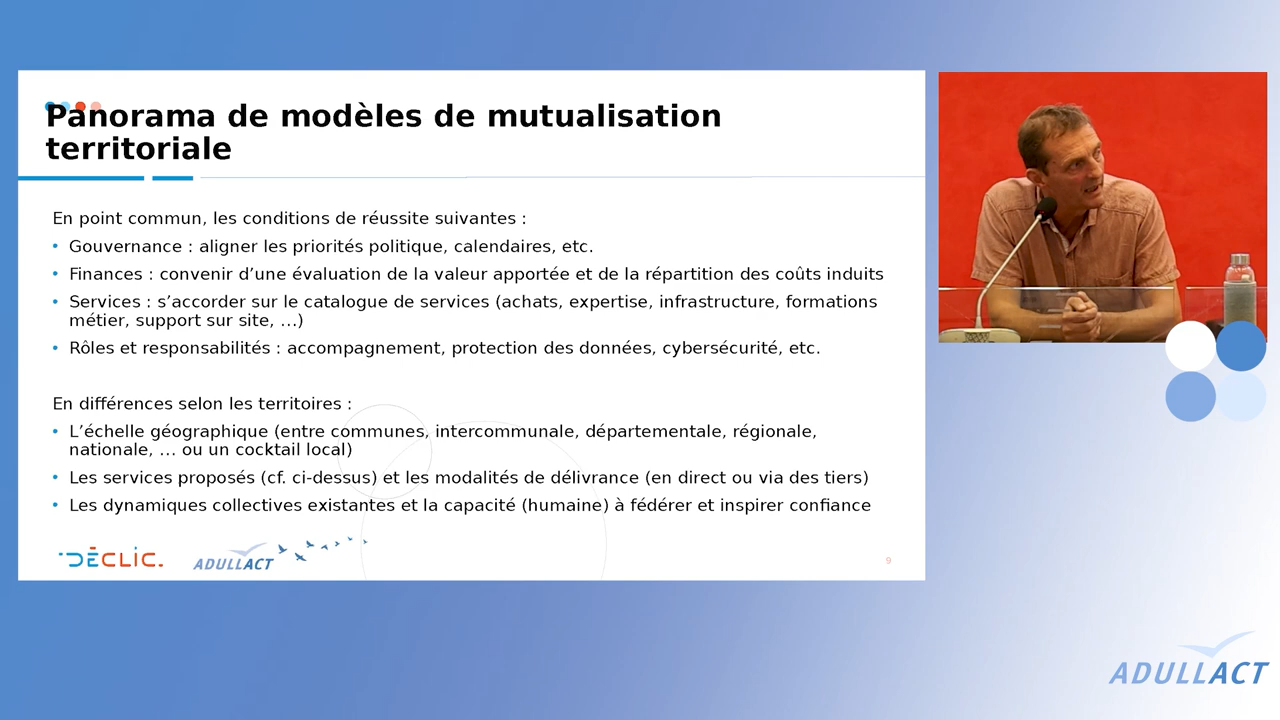 Panorama de modèles de mutualisation
territoriale
En point commun, les conditions de réussite suivantes :
• Gouvernance : aligner les priorités politique, calendaires, etc.
• Finances : convenir d’une évaluation de la valeur apportée et de la répartition des coûts induits
• Services : s’accorder sur le catalogue de services (achats, expertise, infrastructure, formations
métier, support sur site, …)
• Rôles et responsabilités : accompagnement, protection des données, cybersécurité, etc.
En différences selon les territoires :
• L’échelle géographique (entre communes, intercommunale, départementale, régionale,
nationale, … ou un cocktail local)
• Les services proposés (cf. ci-dessus) et les modalités de délivrance (en direct ou via des tiers)
• Les dynamiques collectives existantes et la capacité (humaine) à fédérer et inspirer confiance
DÉCLIC.
ADULLACT
9
ADULLACT